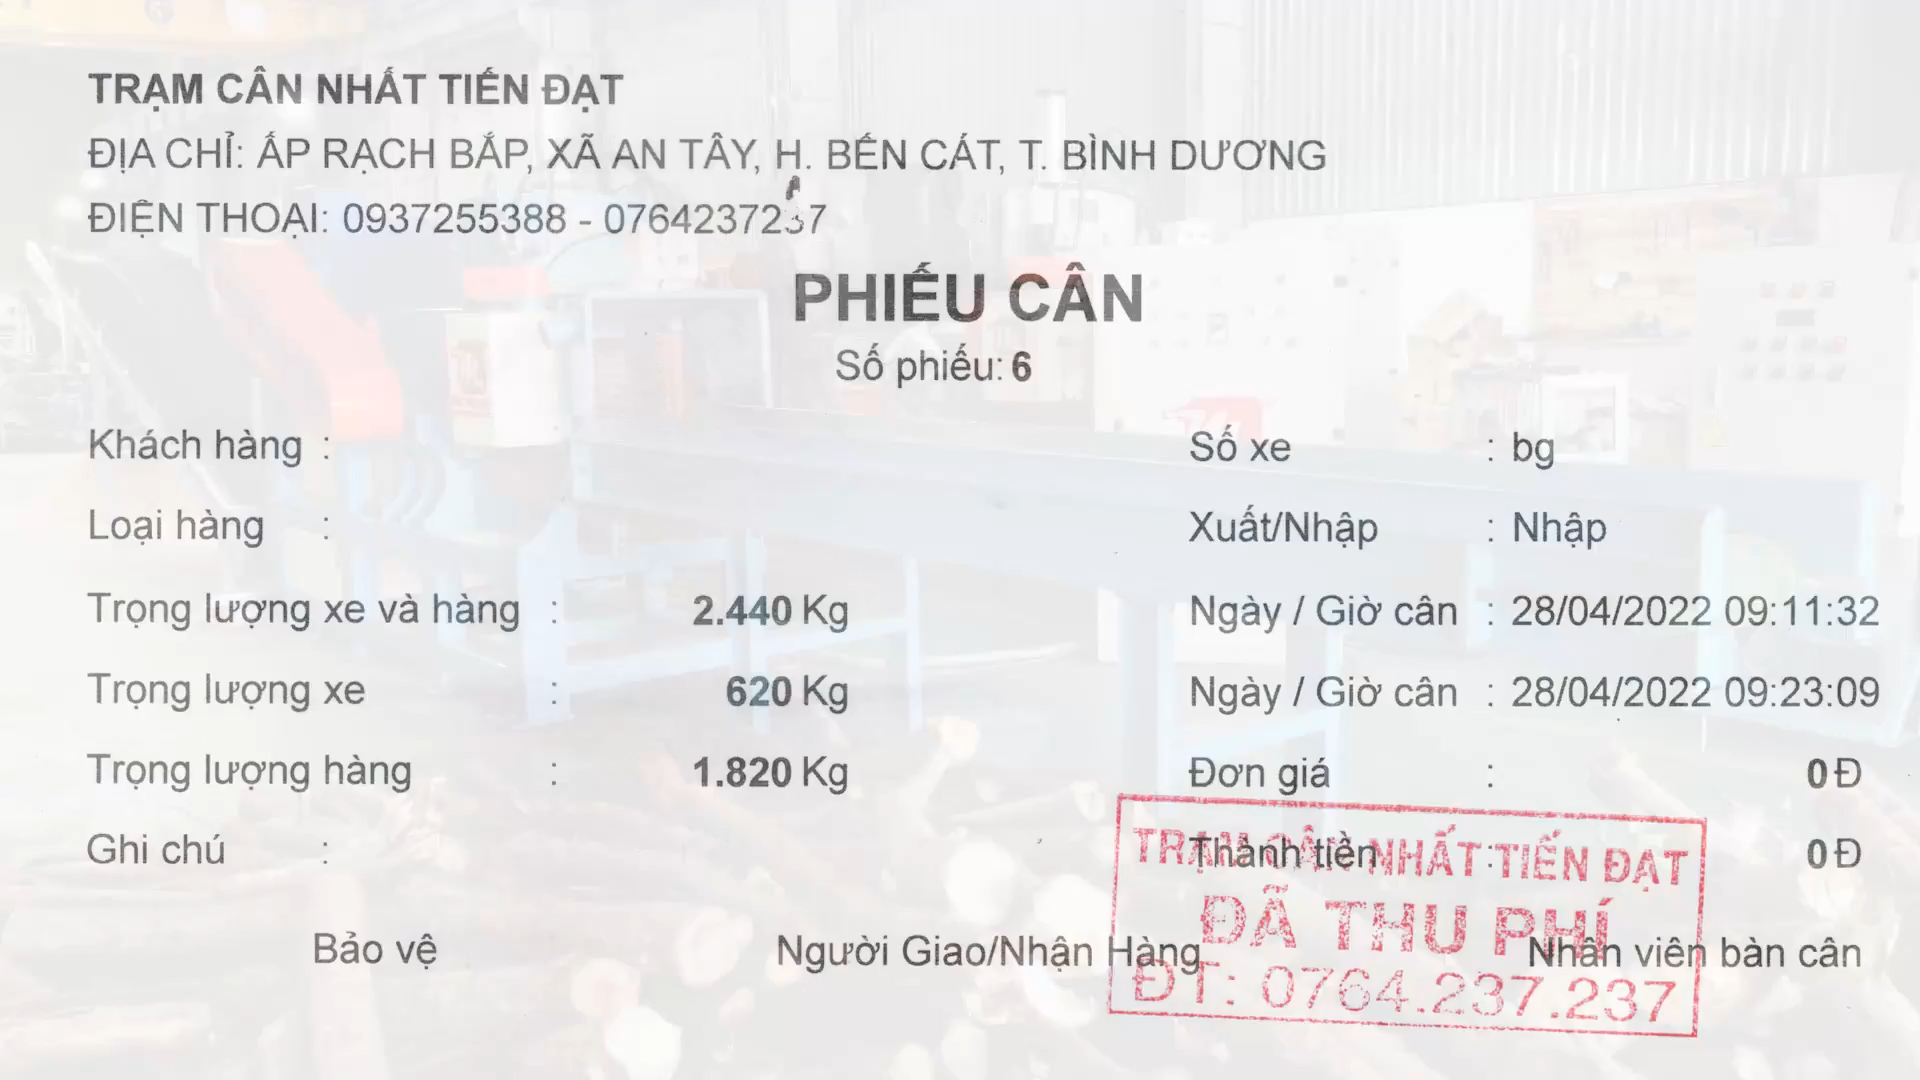 TRẠM CÂN NHẤT TIẾN ĐẠT
ĐỊA CHỈ: ẤP RẠCH BẮP, XÃ AN TÂY, H. BẾN CÁT, T. BÌNH DƯƠNG
ĐIỆN THOẠI: 0937255388 - 0764237237
PHIẾU CÂN
Số phiếu: 6
Khách hàng :
Số xe : bg
Loại hàng :
Xuất/Nhập : Nhập
Trọng lượng xe và hàng : 2.440 Kg
Ngày / Giờ cân : 28/04/2022 09:11:32
Trọng lượng xe : 620 Kg
Ngày / Giờ cân : 28/04/2022 09:23:09
Trọng lượng hàng : 1.820 Kg
Đơn giá : 0 Đ
Ghi chú :
Thành tiền : 0 Đ
TRẠM CÂN NHẤT TIẾN ĐẠT
ĐÃ THU PHÍ
ĐT: 0764.237.237
Bảo vệ
Người Giao/Nhận Hàng
Nhân viên bàn cân